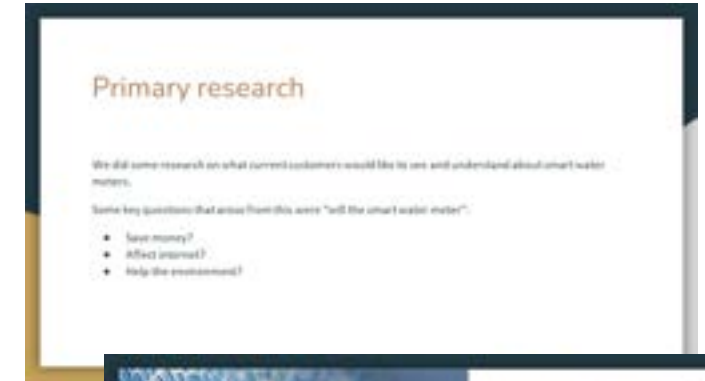 Primary research
We did some research on what current customers would like to see and understand about smart water
meters.
Some key questions that arose from this were "will the smart water meter":
● Save money?
● Affect internet?
● Help the environment?